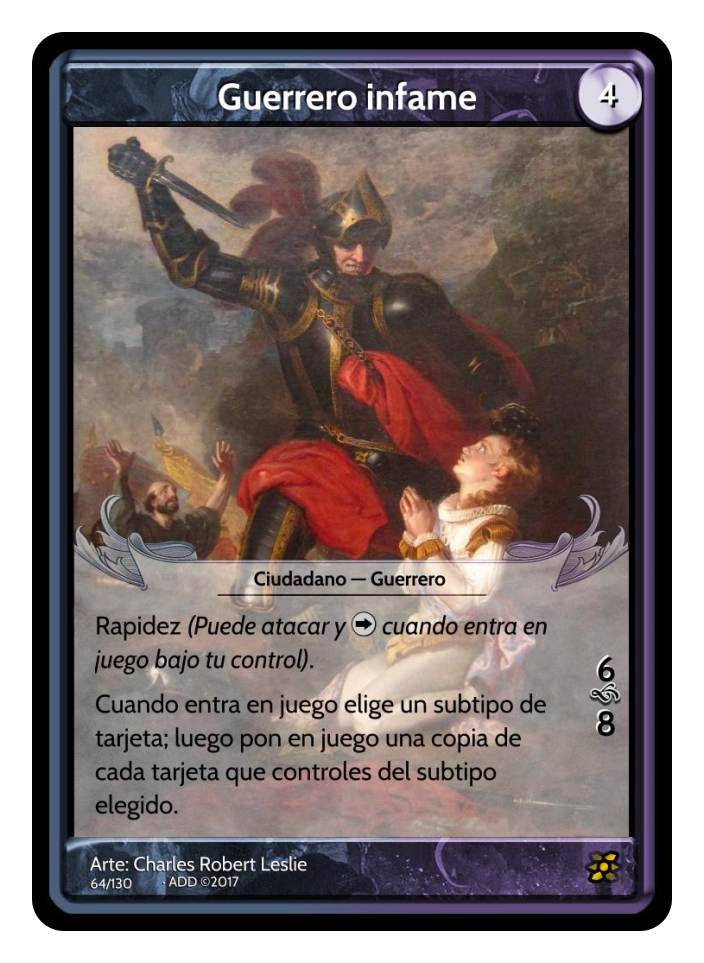 Guerrero infame
4
Ciudadano — Guerrero
Rapidez (Puede atacar y ➡ cuando entra en
juego bajo tu control).
Cuando entra en juego elige un subtipo de
tarjeta; luego pon en juego una copia de
cada tarjeta que controles del subtipo
elegido.
6
8
Arte: Charles Robert Leslie
64/130 · ADD ©2017